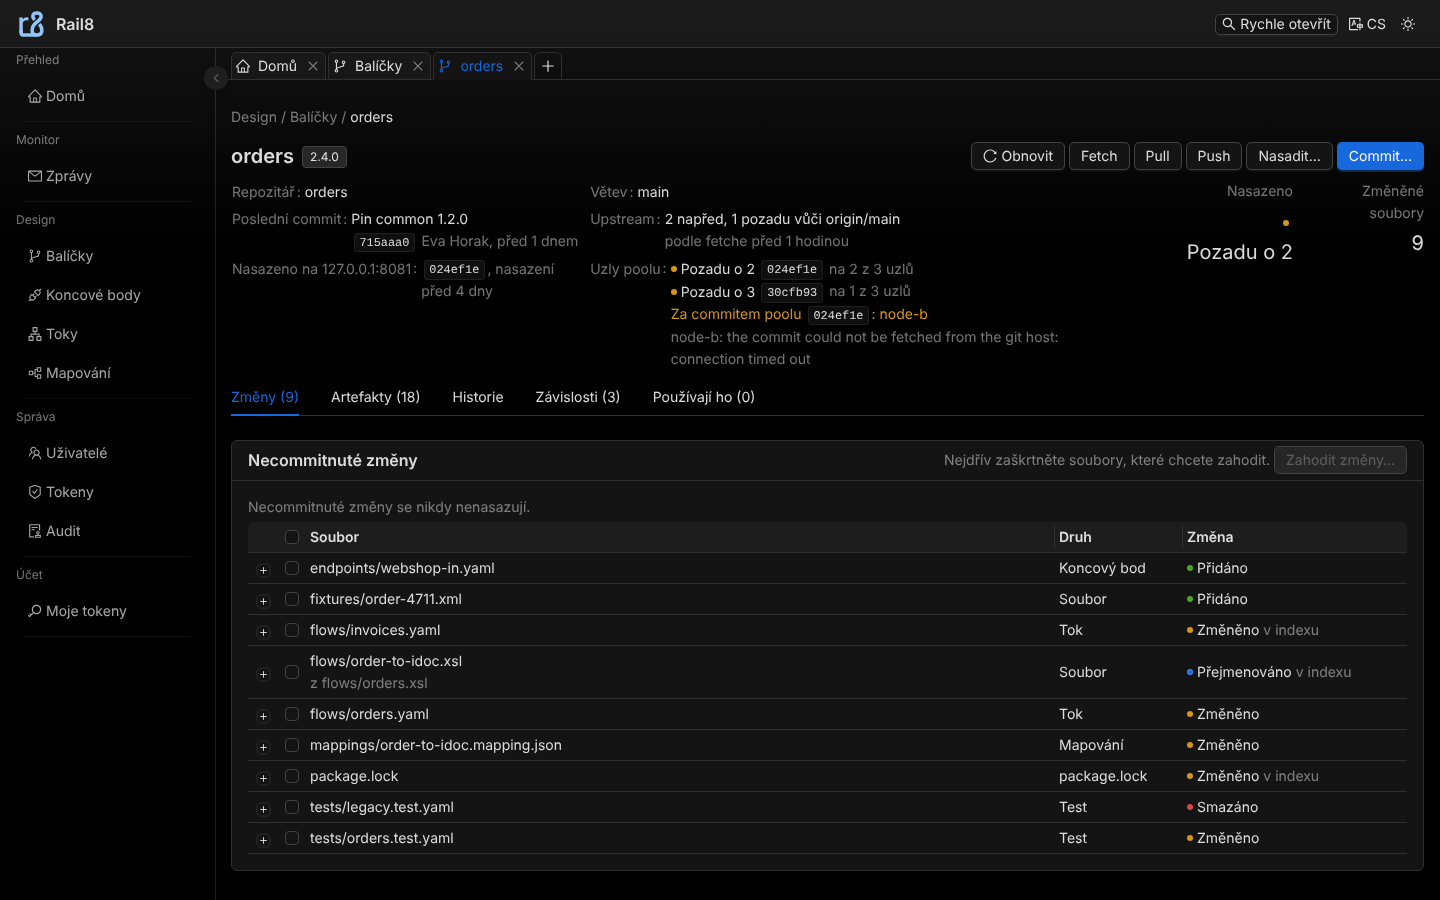 r8 Rail8
Rychle otevřít CS
Přehled
Domů
Monitor
Zprávy
Design
Balíčky
Koncové body
Toky
Mapování
Správa
Uživatelé
Tokeny
Audit
Účet
Moje tokeny
Domů Balíčky orders
Design / Balíčky / orders
orders 2.4.0
Obnovit Fetch Pull Push Nasadit... Commit...
Repozitář: orders
Větev: main
Poslední commit: Pin common 1.2.0
715aaa0 Eva Horak, před 1 dnem
Upstream: 2 napřed, 1 pozadu vůči origin/main
podle fetche před 1 hodinou
Nasazeno na 127.0.0.1:8081: 024ef1e, nasazení
před 4 dny
Uzly poolu: Pozadu o 2 024ef1e na 2 z 3 uzlů
Pozadu o 3 30cfb93 na 1 z 3 uzlů
Za commitem poolu 024ef1e: node-b
node-b: the commit could not be fetched from the git host:
connection timed out
Nasazeno
Pozadu o 2
Změněné
soubory
9
Změny (9) Artefakty (18) Historie Závislosti (3) Používají ho (0)
Necommitnuté změny
Nejdřív zaškrtněte soubory, které chcete zahodit. Zahodit změny...
Necommitnuté změny se nikdy nenasazují.
Soubor Druh Změna
endpoints/webshop-in.yaml Koncový bod Přidáno
fixtures/order-4711.xml Soubor Přidáno
flows/invoices.yaml Tok Změněno v indexu
flows/order-to-idoc.xsl
z flows/orders.xsl Soubor Přejmenováno v indexu
flows/orders.yaml Tok Změněno
mappings/order-to-idoc.mapping.json Mapování Změněno
package.lock package.lock Změněno v indexu
tests/legacy.test.yaml Test Smazáno
tests/orders.test.yaml Test Změněno